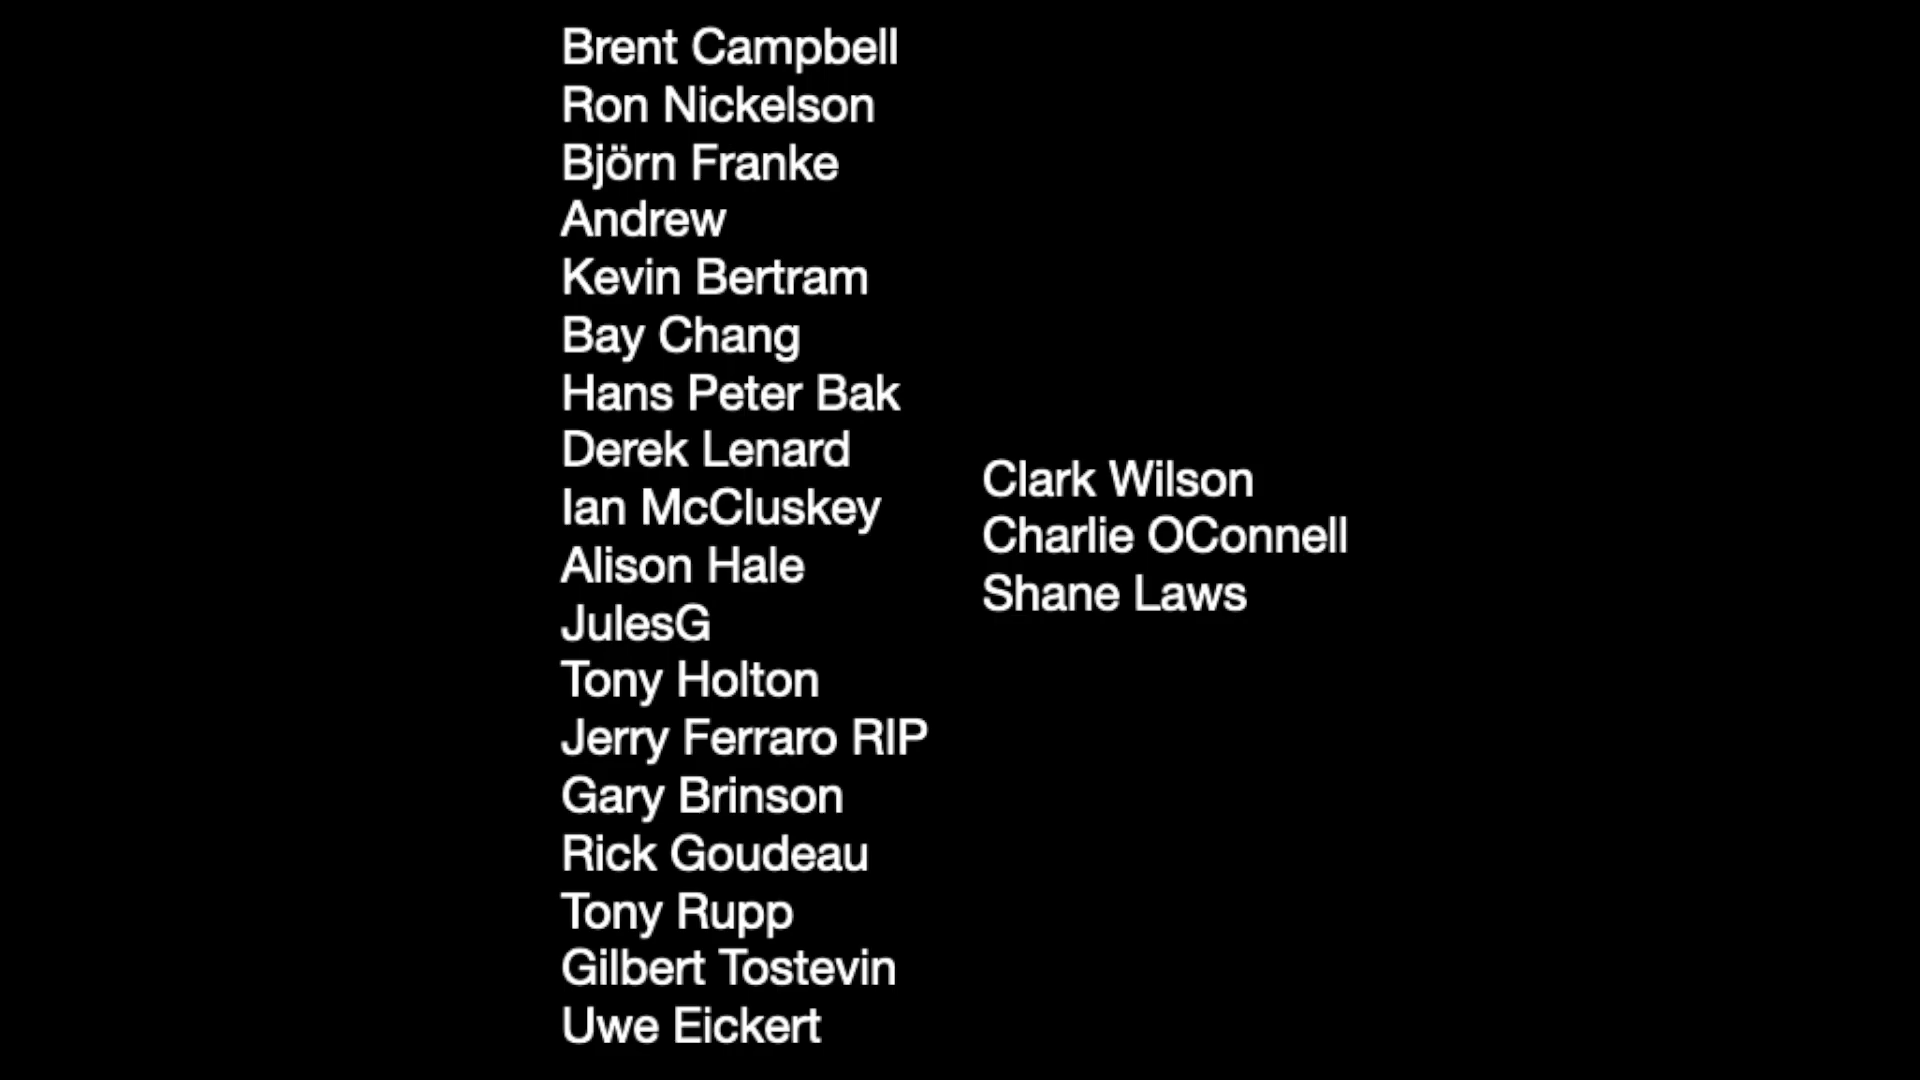 Brent Campbell
Ron Nickelson
Björn Franke
Andrew
Kevin Bertram
Bay Chang
Hans Peter Bak
Derek Lenard
Ian McCluskey
Alison Hale
JulesG
Tony Holton
Jerry Ferraro RIP
Gary Brinson
Rick Goudeau
Tony Rupp
Gilbert Tostevin
Uwe Eickert
Clark Wilson
Charlie OConnell
Shane Laws